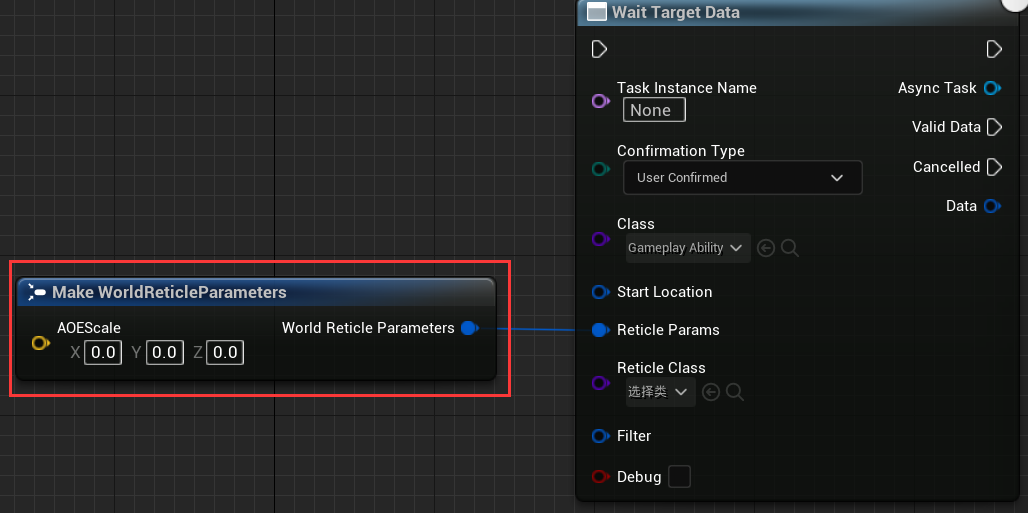 Wait Target Data
Task Instance Name
None
Async Task
Valid Data
Confirmation Type
User Confirmed
Cancelled
Data
Class
Gameplay Ability
Start Location
Make WorldReticleParameters
AOEScale
X 0.0 Y 0.0 Z 0.0
World Reticle Parameters
Reticle Params
Reticle Class
选择类
Filter
Debug